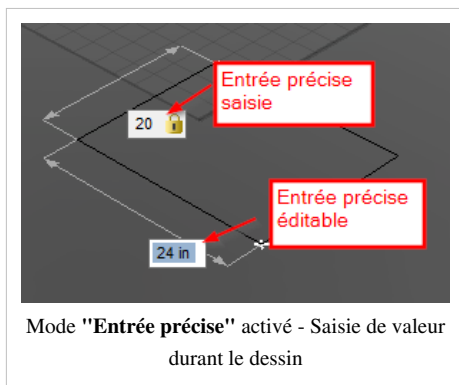 Entrée précise
saisie
20
Entrée précise
éditable
24 in
Mode "Entrée précise" activé - Saisie de valeur
durant le dessin